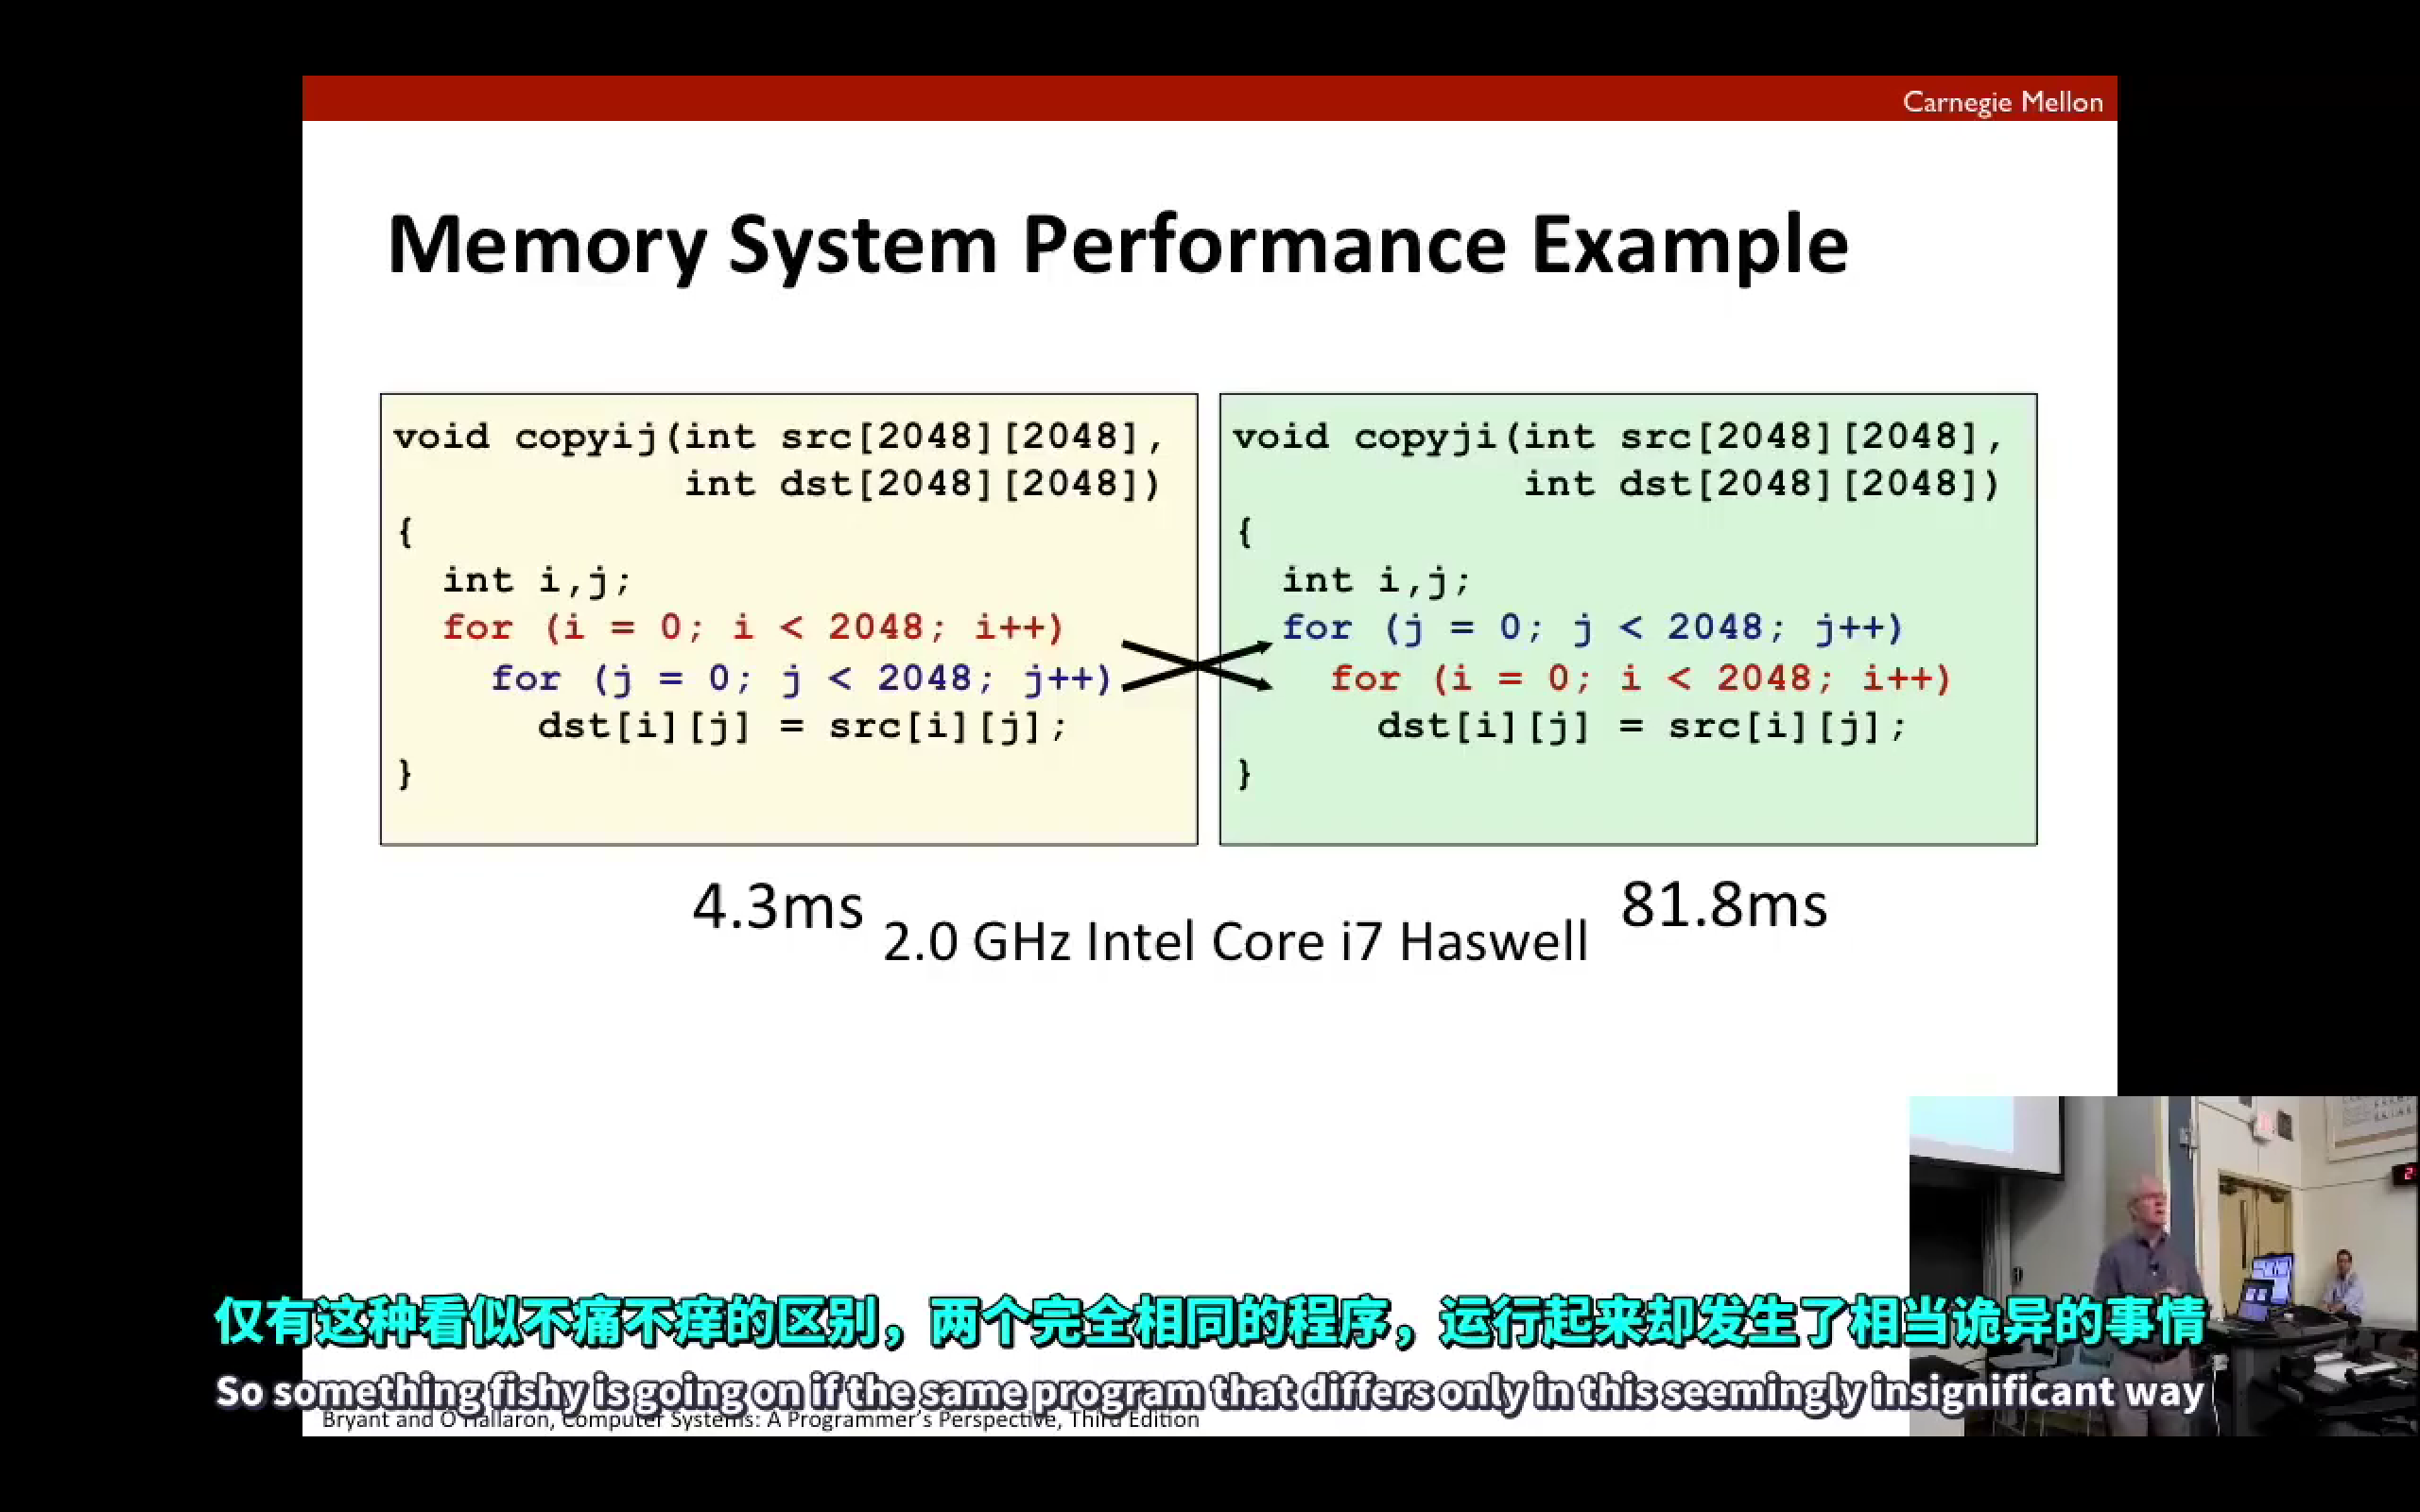 Carnegie Mellon
Memory System Performance Example
void copyij(int src[2048][2048],
            int dst[2048][2048])
{
  int i,j;
  for (i = 0; i < 2048; i++)
    for (j = 0; j < 2048; j++)
      dst[i][j] = src[i][j];
}
void copyji(int src[2048][2048],
            int dst[2048][2048])
{
  int i,j;
  for (j = 0; j < 2048; j++)
    for (i = 0; i < 2048; i++)
      dst[i][j] = src[i][j];
}
4.3ms
81.8ms
2.0 GHz Intel Core i7 Haswell
仅有这种看似不痛不痒的区别，两个完全相同的程序，运行起来却发生了相当诡异的事情
So something fishy is going on if the same program that differs only in this seemingly insignificant way
Bryant and O'Hallaron, Computer Systems: A Programmer's Perspective, Third Edition
2